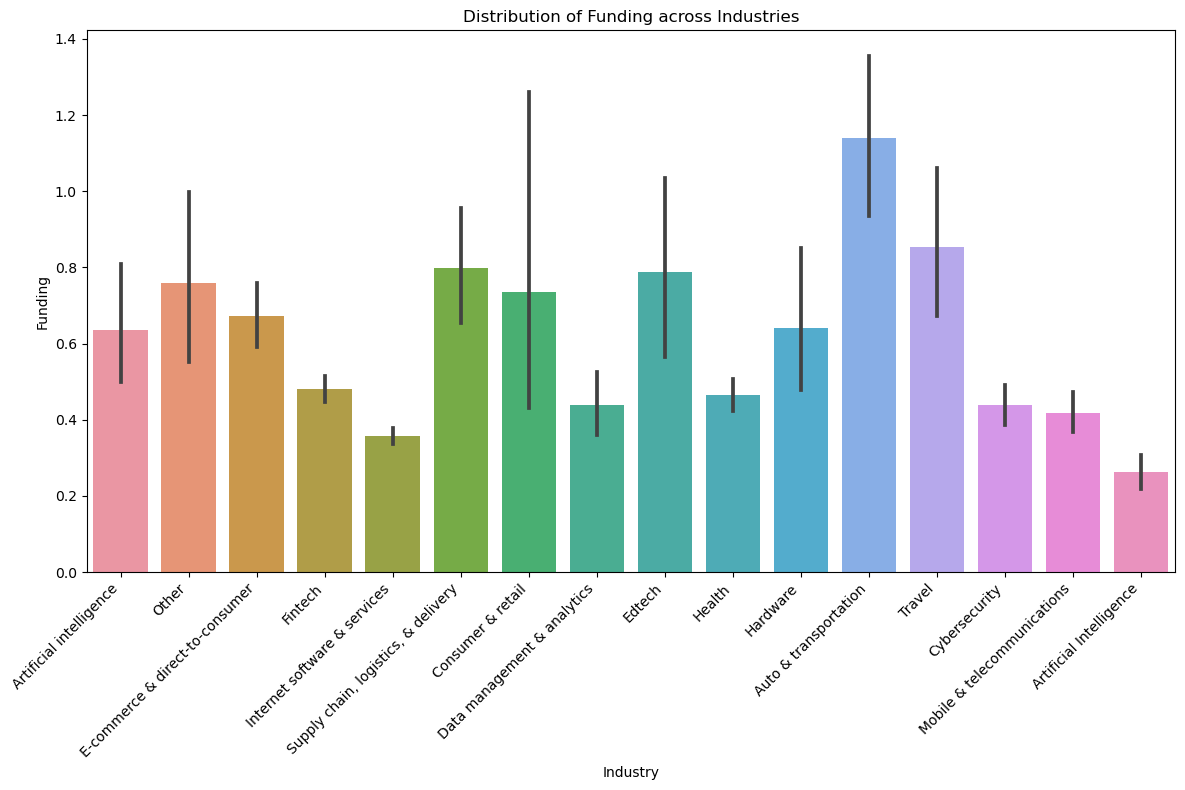 Distribution of Funding across Industries
Funding
1.4
1.2
1.0
0.8
0.6
0.4
0.2
0.0
Artificial intelligence
Other
E-commerce & direct-to-consumer
Fintech
Internet software & services
Supply chain, logistics, & delivery
Consumer & retail
Data management & analytics
Edtech
Health
Hardware
Auto & transportation
Travel
Cybersecurity
Mobile & telecommunications
Artificial Intelligence
Industry